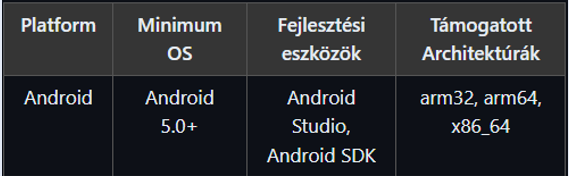 Platform Minimum OS Fejlesztési eszközök Támogatott Architektúrák
Android Android 5.0+ Android Studio, Android SDK arm32, arm64, x86_64